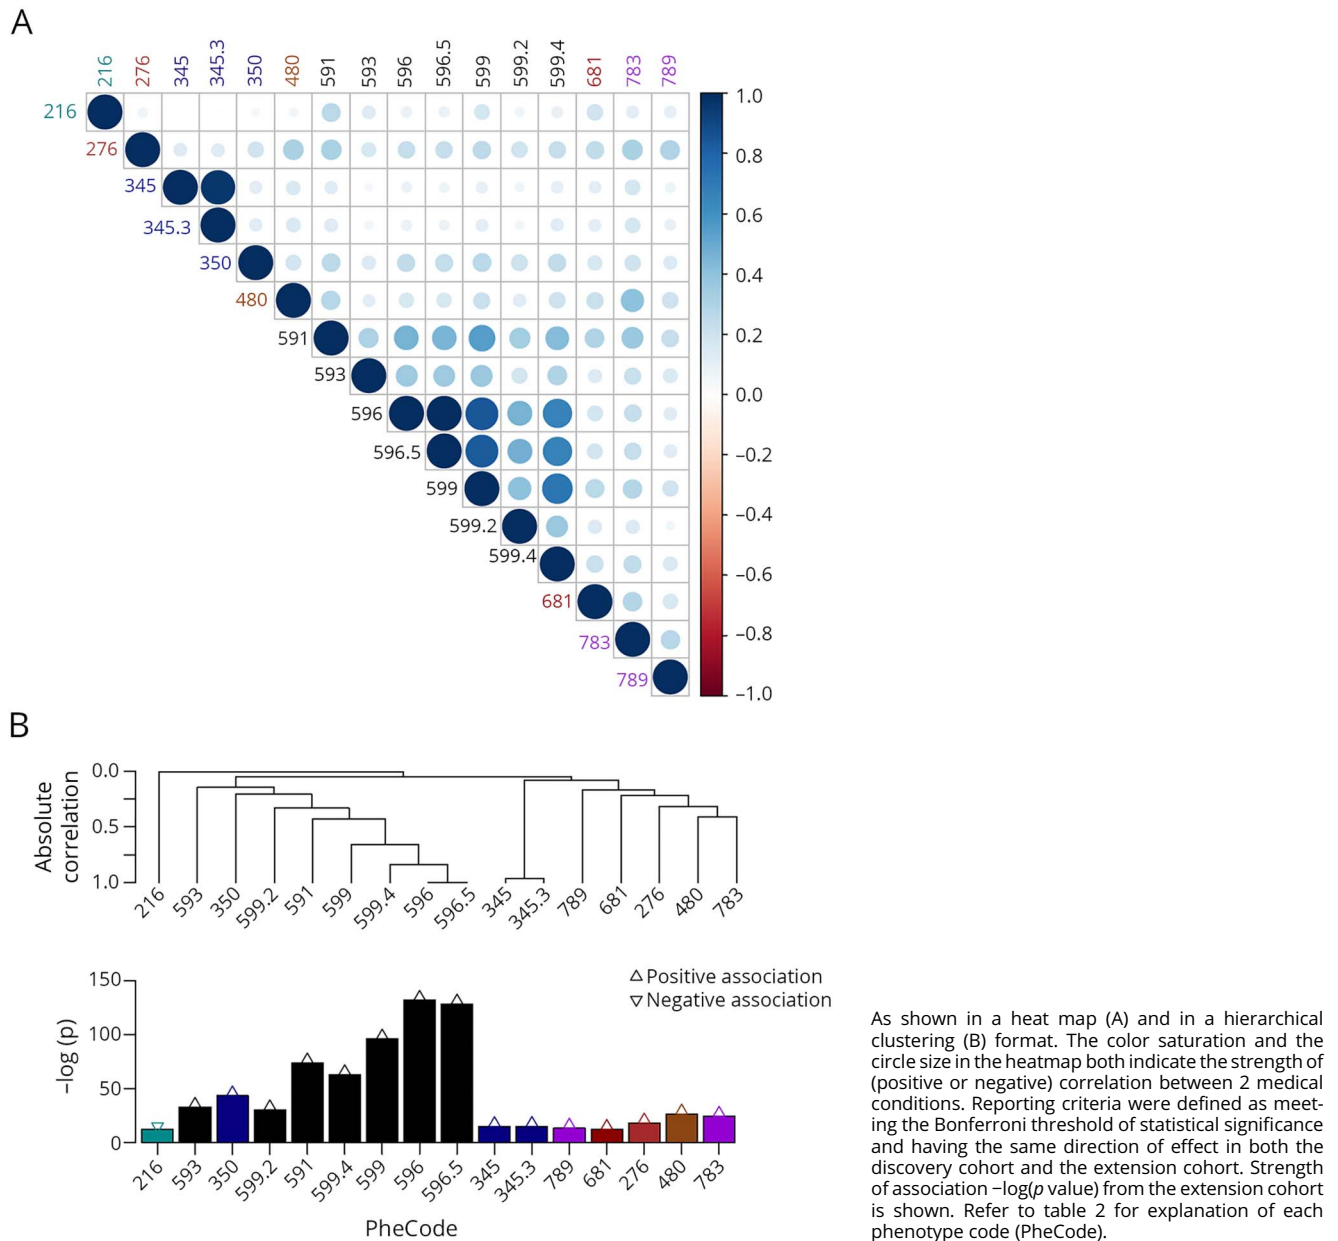 A
216 276 345 345.3 350 480 591 593 596 596.5 599 599.2 599.4 681 783 789
216
276
345
345.3
350
480
591
593
596
596.5
599
599.2
599.4
681
783
789
1.0
0.8
0.6
0.4
0.2
0.0
−0.2
−0.4
−0.6
−0.8
−1.0
B
Absolute
correlation
0.0
0.5
1.0
216 593 350 599.2 591 599 599.4 596 596.5 345 345.3 789 681 276 480 783
−log (p)
150
100
50
0
△ Positive association
▽ Negative association
216 593 350 599.2 591 599.4 599 596 596.5 345 345.3 789 681 276 480 783
PheCode
As shown in a heat map (A) and in a hierarchical
clustering (B) format. The color saturation and the
circle size in the heatmap both indicate the strength of
(positive or negative) correlation between 2 medical
conditions. Reporting criteria were defined as meet-
ing the Bonferroni threshold of statistical significance
and having the same direction of effect in both the
discovery cohort and the extension cohort. Strength
of association −log(p value) from the extension cohort
is shown. Refer to table 2 for explanation of each
phenotype code (PheCode).